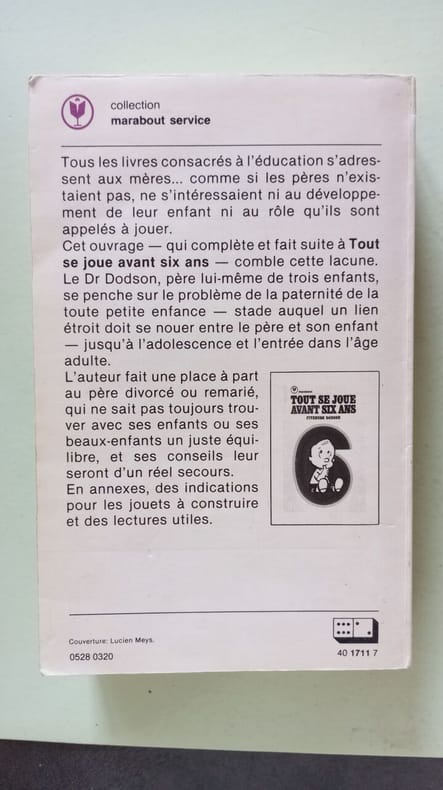 collection
marabout service
Tous les livres consacrés à l'éducation s'adres-
sent aux mères... comme si les pères n'exis-
taient pas, ne s'intéressaient ni au développe-
ment de leur enfant ni au rôle qu'ils sont
appelés à jouer.
Cet ouvrage — qui complète et fait suite à Tout
se joue avant six ans — comble cette lacune.
Le Dr Dodson, père lui-même de trois enfants,
se penche sur le problème de la paternité de la
toute petite enfance — stade auquel un lien
étroit doit se nouer entre le père et son enfant
— jusqu'à l'adolescence et l'entrée dans l'âge
adulte.
L'auteur fait une place à part
au père divorcé ou remarié,
qui ne sait pas toujours trou-
ver avec ses enfants ou ses
beaux-enfants un juste équi-
libre, et ses conseils leur
seront d'un réel secours.
En annexes, des indications
pour les jouets à construire
et des lectures utiles.
TOUT SE JOUE
AVANT SIX ANS
FITZHUGH DODSON
6
Couverture: Lucien Meys.
0528 0320
40 1711 7